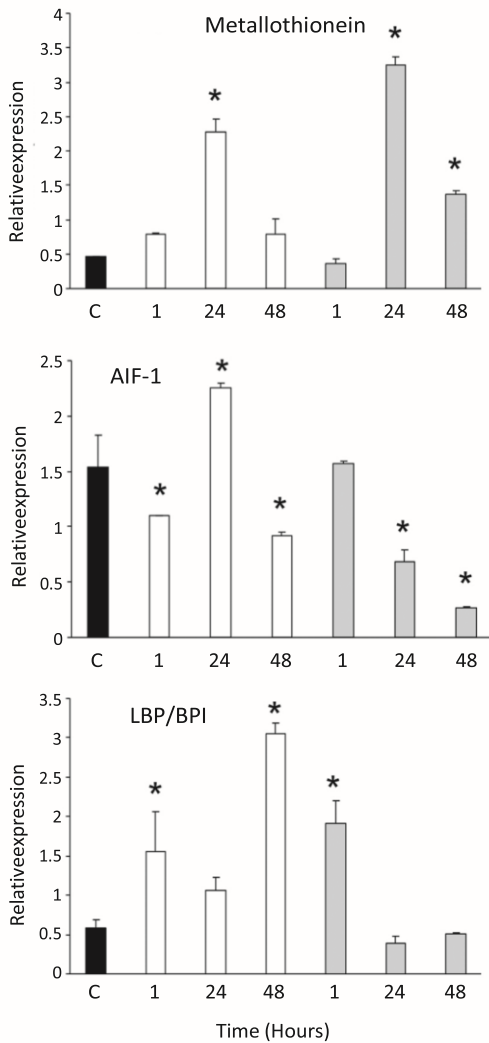 Metallothionein
Relativeexpression
4
3.5
3
2.5
2
1.5
1
0.5
0
* * *
C 1 24 48 1 24 48
AIF-1
Relativeexpression
2.5
2
1.5
1
0.5
0
* * * * *
C 1 24 48 1 24 48
LBP/BPI
Relativeexpression
3.5
3
2.5
2
1.5
1
0.5
0
* * *
C 1 24 48 1 24 48
Time (Hours)